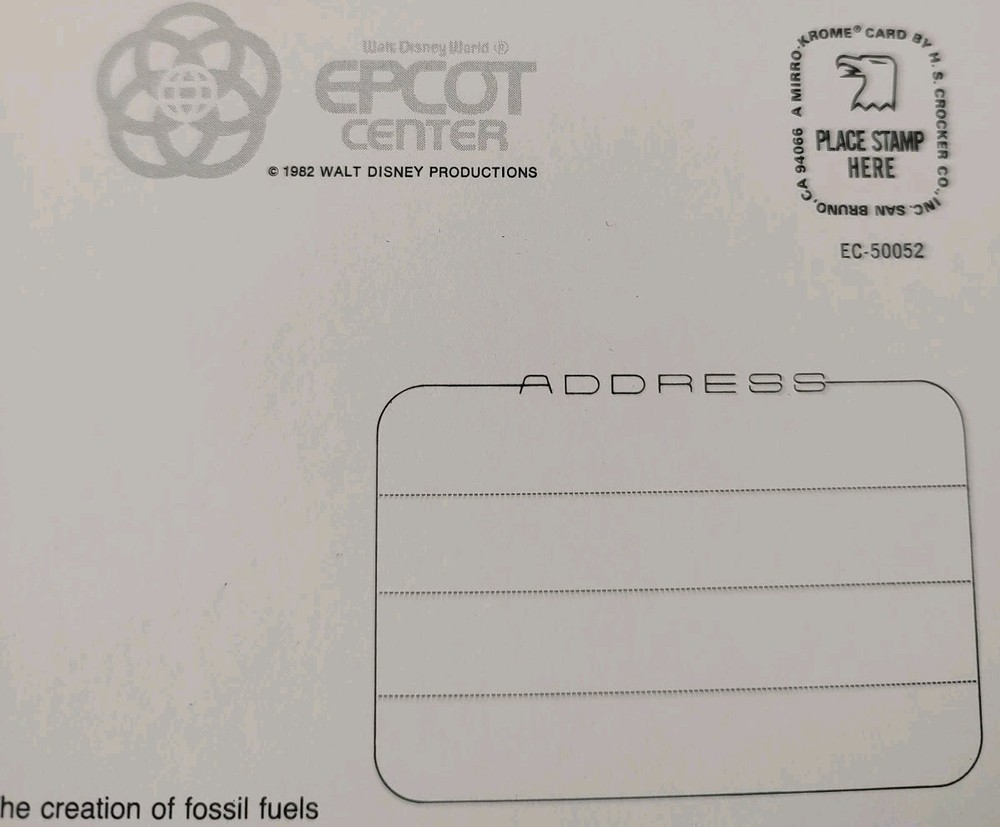 Walt Disney World ®
EPCOT
CENTER
© 1982 WALT DISNEY PRODUCTIONS
A MIRRO-KROME® CARD BY H. S. CROCKER CO., INC. SAN BRUNO, CA 94066
PLACE STAMP
HERE
EC-50052
ADDRESS
he creation of fossil fuels